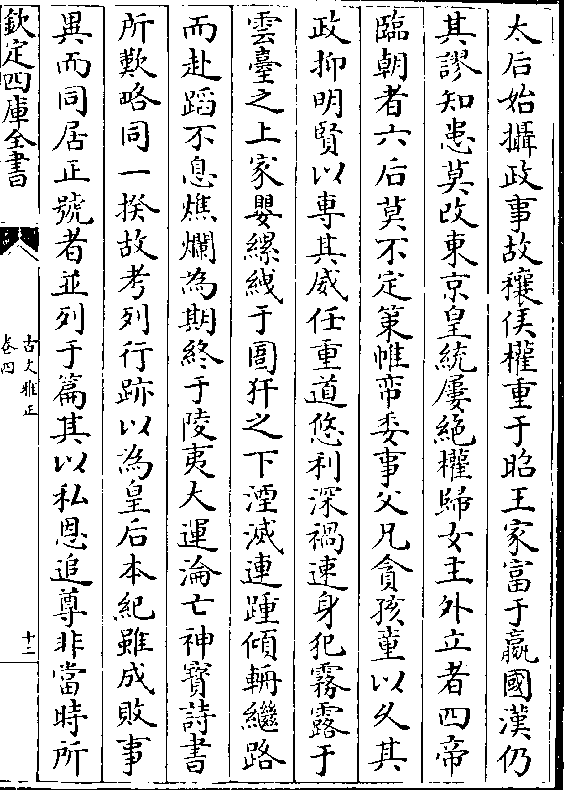 太后始攝政事故穰侯權重于昭王家富于嬴國漢仍
其謬知患莫改東京皇統屢絶權歸女主外立者四帝
臨朝者六后莫不定策帷帟委事父兄貪孩童以久其
政抑明賢以專其威任重道悠利深禍速身犯霧露于
雲臺之上家嬰縲絏于圄犴之下湮滅連踵傾輈繼路
而赴蹈不息燋爛為期終于陵夷大運淪亡神寳詩書
所歎略同一揆故考列行跡以為皇后本紀雖成敗事
異而同居正號者並列于篇其以私恩追尊非當時所
欽定四庫全書
古文雅正
卷四
十二